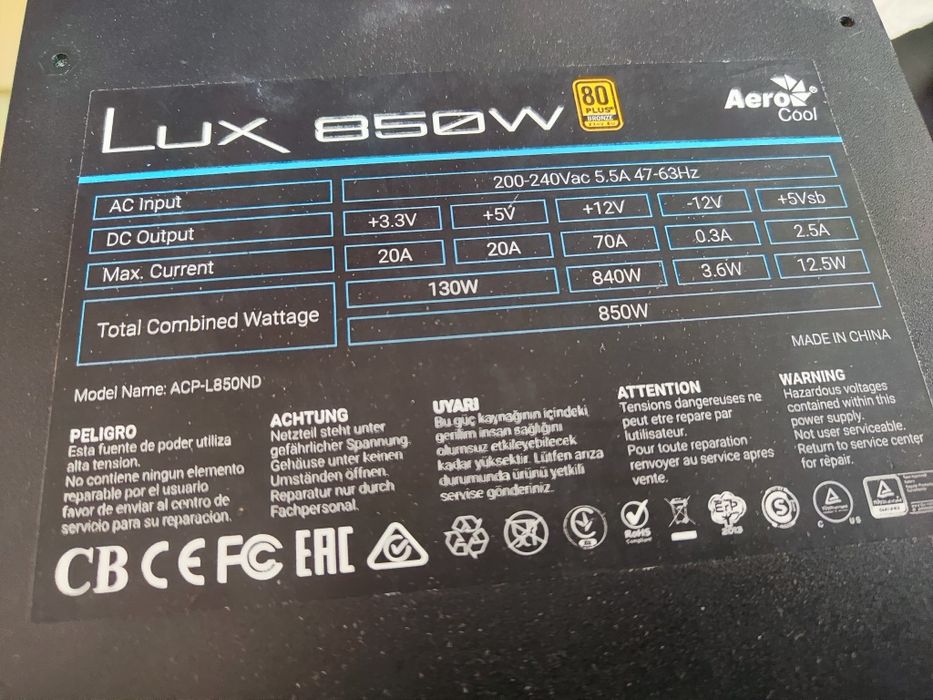 LUX 850W
80
PLUS
BRONZE
Aero
Cool
AC Input
200-240Vac 5.5A 47-63Hz
DC Output
+3.3V +5V +12V -12V +5Vsb
Max. Current
20A 20A 70A 0.3A 2.5A
Total Combined Wattage
130W 840W 3.6W 12.5W
850W
MADE IN CHINA
Model Name: ACP-L850ND
PELIGRO
Esta fuente de poder utiliza
alta tension.
No contiene ningun elemento
reparable por el usuario
favor de enviar al centro de
servicio para su reparacion.
ACHTUNG
Netzteil steht unter
gefährlicher Spannung
Gehäuse unter keinen
Umständen öffnen.
Reparatur nur durch
Fachpersonal.
UYARI
Bu güç kaynağının içindeki
gerilim insan sağlığını
olumsuz etkileyebilecek
kadar yüksektir. Lütfen arıza
durumunda ürünü yetkili
servise gönderiniz.
ATTENTION
Tensions dangereuses ne
peut etre repare par
lutilisateur.
Pour toute reparation
renvoyer au service apres
vente.
WARNING
Hazardous voltages
contained within this
power supply.
Not user serviceable.
Return to service center
for repair.
CB CE FC EAC
RoHS
Compliant
ErP
2013
S
C US